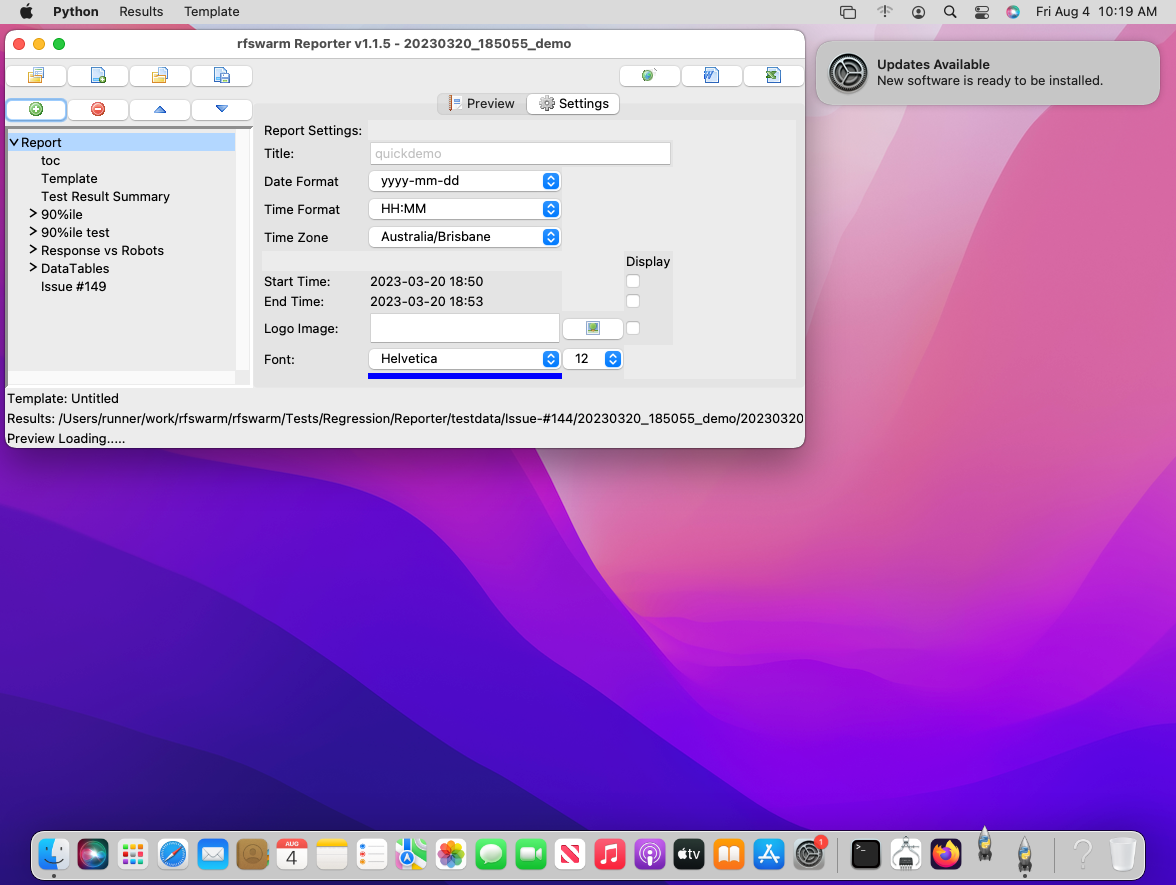 Python Results Template Fri Aug 4 10:19 AM
rfswarm Reporter v1.1.5 - 20230320_185055_demo
Updates Available
New software is ready to be installed.
Preview Settings
Report
toc
Template
Test Result Summary
90%ile
90%ile test
Response vs Robots
DataTables
Issue #149
Report Settings:
Title: quickdemo
Date Format yyyy-mm-dd
Time Format HH:MM
Time Zone Australia/Brisbane
Display
Start Time: 2023-03-20 18:50
End Time: 2023-03-20 18:53
Logo Image:
Font: Helvetica 12
Template: Untitled
Results: /Users/runner/work/rfswarm/rfswarm/Tests/Regression/Reporter/testdata/Issue-#144/20230320_185055_demo/20230320
Preview Loading.....
AUG
4
tv
1
>_
?